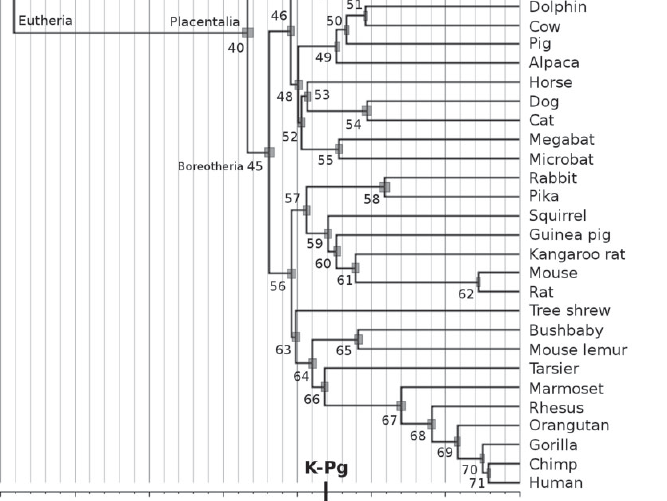 Dolphin
51
46
50
Cow
Eutheria
Placentalia
Pig
40
49
Alpaca
Horse
48
53
Dog
54
Cat
52
Megabat
55
Microbat
Boreotheria 45
Rabbit
57
58
Pika
Squirrel
59
Guinea pig
60
Kangaroo rat
61
Mouse
56
62
Rat
Tree shrew
Bushbaby
63
65
Mouse lemur
64
Tarsier
66
Marmoset
67
Rhesus
68
Orangutan
69
Gorilla
K-Pg
70
Chimp
71
Human